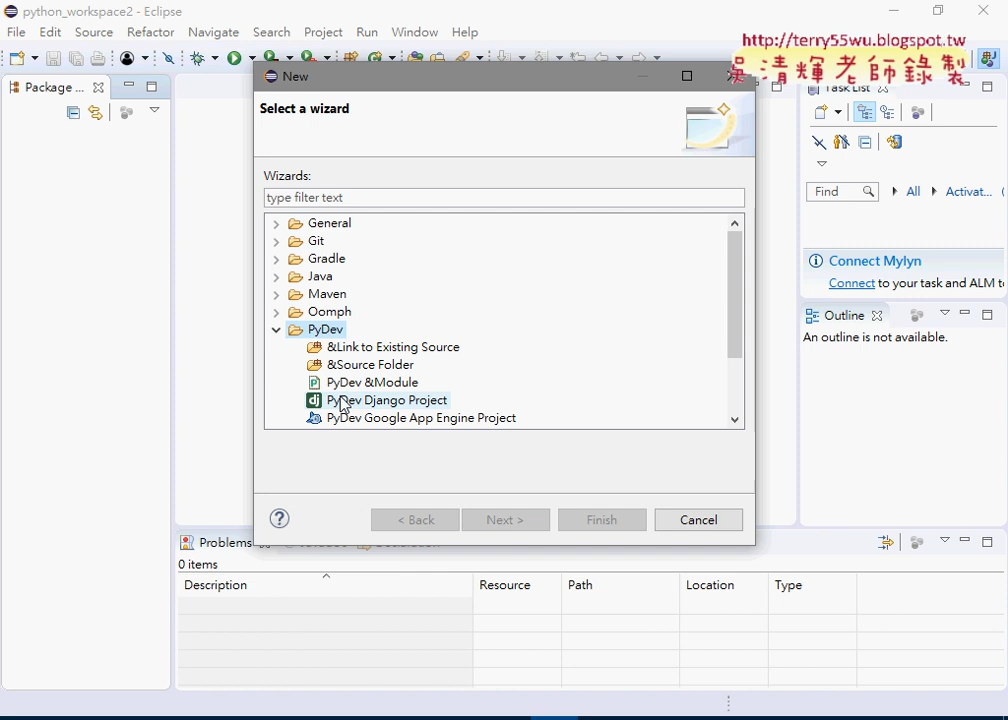 python_workspace2 - Eclipse
File Edit Source Refactor Navigate Search Project Run Window Help
http://terry55wu.blogspot.tw
吳清輝老師錄製
Package ...
New
Task List
Select a wizard
Wizards:
type filter text
Find All Activat...
General
Git
Gradle
Java
Maven
Oomph
PyDev
&Link to Existing Source
&Source Folder
PyDev &Module
PyDev Django Project
PyDev Google App Engine Project
Connect Mylyn
Connect to your task and ALM t
Outline
An outline is not available.
< Back Next > Finish Cancel
Problems
0 items
Description Resource Path Location Type